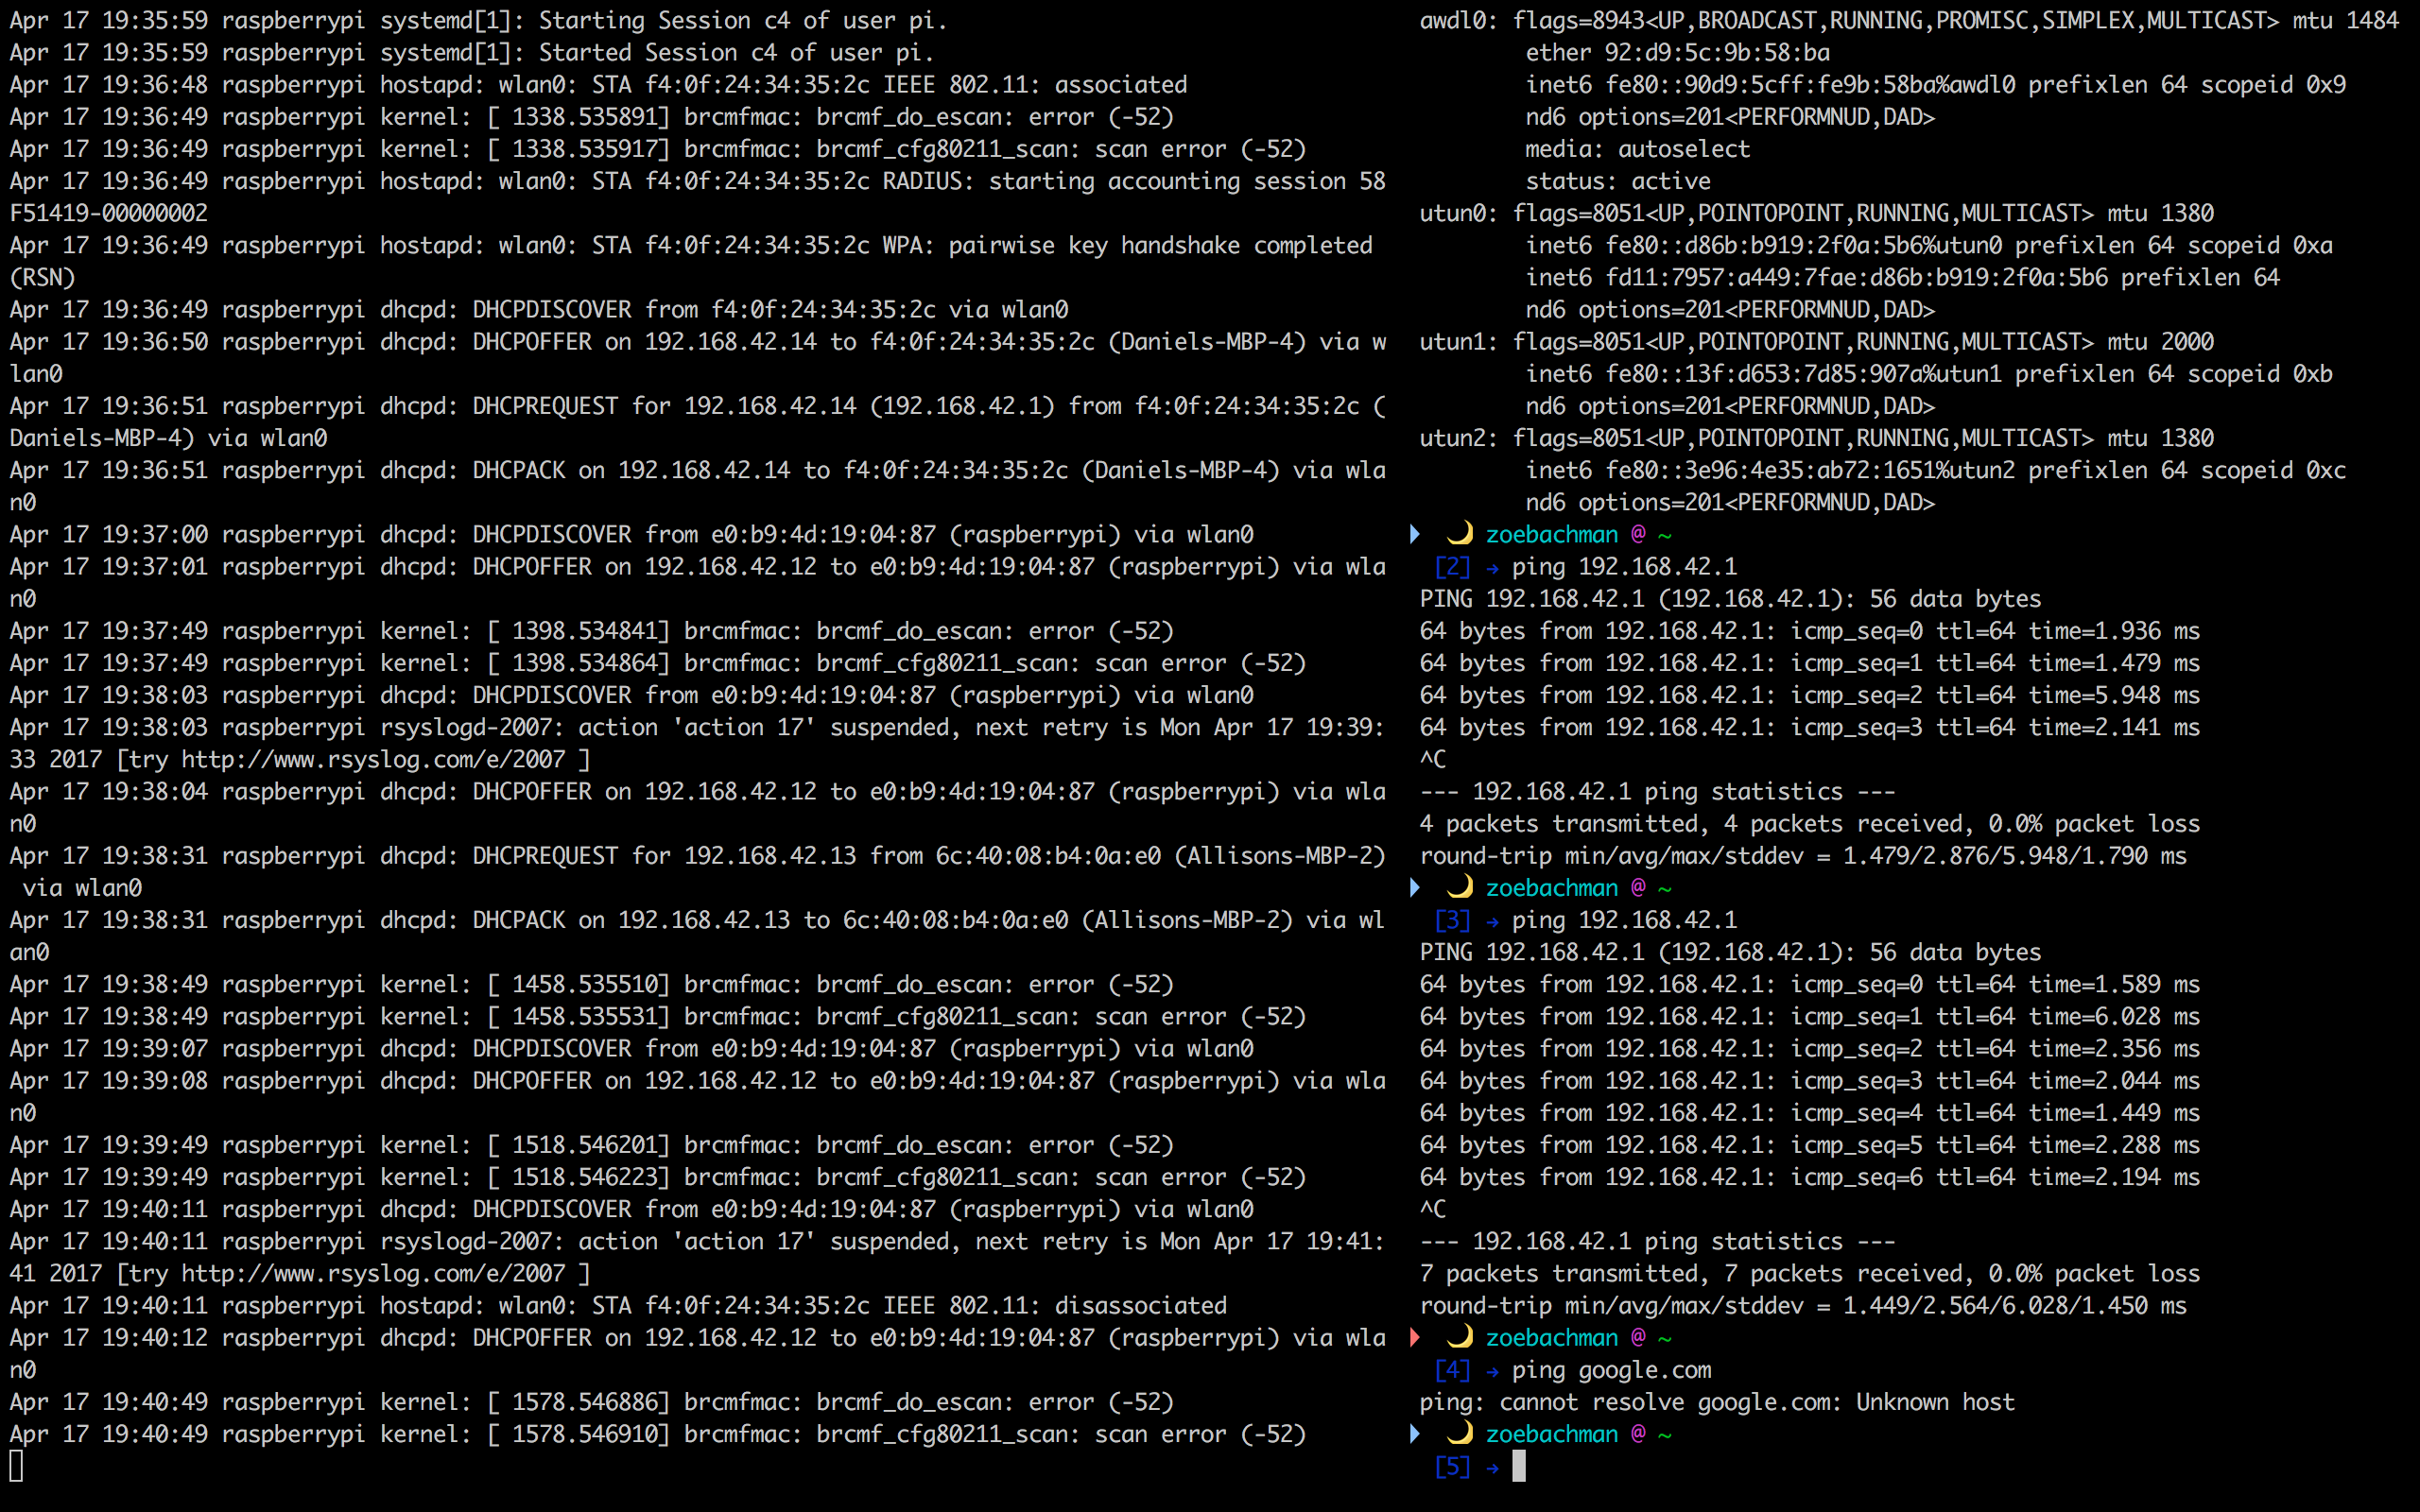 Apr 17 19:35:59 raspberrypi systemd[1]: Starting Session c4 of user pi.
Apr 17 19:35:59 raspberrypi systemd[1]: Started Session c4 of user pi.
Apr 17 19:36:48 raspberrypi hostapd: wlan0: STA f4:0f:24:34:35:2c IEEE 802.11: associated
Apr 17 19:36:49 raspberrypi kernel: [ 1338.535891] brcmfmac: brcmf_do_escan: error (-52)
Apr 17 19:36:49 raspberrypi kernel: [ 1338.535917] brcmfmac: brcmf_cfg80211_scan: scan error (-52)
Apr 17 19:36:49 raspberrypi hostapd: wlan0: STA f4:0f:24:34:35:2c RADIUS: starting accounting session 58
F51419-00000002
Apr 17 19:36:49 raspberrypi hostapd: wlan0: STA f4:0f:24:34:35:2c WPA: pairwise key handshake completed
(RSN)
Apr 17 19:36:49 raspberrypi dhcpd: DHCPDISCOVER from f4:0f:24:34:35:2c via wlan0
Apr 17 19:36:50 raspberrypi dhcpd: DHCPOFFER on 192.168.42.14 to f4:0f:24:34:35:2c (Daniels-MBP-4) via w
lan0
Apr 17 19:36:51 raspberrypi dhcpd: DHCPREQUEST for 192.168.42.14 (192.168.42.1) from f4:0f:24:34:35:2c (
Daniels-MBP-4) via wlan0
Apr 17 19:36:51 raspberrypi dhcpd: DHCPACK on 192.168.42.14 to f4:0f:24:34:35:2c (Daniels-MBP-4) via wla
n0
Apr 17 19:37:00 raspberrypi dhcpd: DHCPDISCOVER from e0:b9:4d:19:04:87 (raspberrypi) via wlan0
Apr 17 19:37:01 raspberrypi dhcpd: DHCPOFFER on 192.168.42.12 to e0:b9:4d:19:04:87 (raspberrypi) via wla
n0
Apr 17 19:37:49 raspberrypi kernel: [ 1398.534841] brcmfmac: brcmf_do_escan: error (-52)
Apr 17 19:37:49 raspberrypi kernel: [ 1398.534864] brcmfmac: brcmf_cfg80211_scan: scan error (-52)
Apr 17 19:38:03 raspberrypi dhcpd: DHCPDISCOVER from e0:b9:4d:19:04:87 (raspberrypi) via wlan0
Apr 17 19:38:03 raspberrypi rsyslogd-2007: action 'action 17' suspended, next retry is Mon Apr 17 19:39:
33 2017 [try http://www.rsyslog.com/e/2007 ]
Apr 17 19:38:04 raspberrypi dhcpd: DHCPOFFER on 192.168.42.12 to e0:b9:4d:19:04:87 (raspberrypi) via wla
n0
Apr 17 19:38:31 raspberrypi dhcpd: DHCPREQUEST for 192.168.42.13 from 6c:40:08:b4:0a:e0 (Allisons-MBP-2)
via wlan0
Apr 17 19:38:31 raspberrypi dhcpd: DHCPACK on 192.168.42.13 to 6c:40:08:b4:0a:e0 (Allisons-MBP-2) via wl
an0
Apr 17 19:38:49 raspberrypi kernel: [ 1458.535510] brcmfmac: brcmf_do_escan: error (-52)
Apr 17 19:38:49 raspberrypi kernel: [ 1458.535531] brcmfmac: brcmf_cfg80211_scan: scan error (-52)
Apr 17 19:39:07 raspberrypi dhcpd: DHCPDISCOVER from e0:b9:4d:19:04:87 (raspberrypi) via wlan0
Apr 17 19:39:08 raspberrypi dhcpd: DHCPOFFER on 192.168.42.12 to e0:b9:4d:19:04:87 (raspberrypi) via wla
n0
Apr 17 19:39:49 raspberrypi kernel: [ 1518.546201] brcmfmac: brcmf_do_escan: error (-52)
Apr 17 19:39:49 raspberrypi kernel: [ 1518.546223] brcmfmac: brcmf_cfg80211_scan: scan error (-52)
Apr 17 19:40:11 raspberrypi dhcpd: DHCPDISCOVER from e0:b9:4d:19:04:87 (raspberrypi) via wlan0
Apr 17 19:40:11 raspberrypi rsyslogd-2007: action 'action 17' suspended, next retry is Mon Apr 17 19:41:
41 2017 [try http://www.rsyslog.com/e/2007 ]
Apr 17 19:40:11 raspberrypi hostapd: wlan0: STA f4:0f:24:34:35:2c IEEE 802.11: disassociated
Apr 17 19:40:12 raspberrypi dhcpd: DHCPOFFER on 192.168.42.12 to e0:b9:4d:19:04:87 (raspberrypi) via wla
n0
Apr 17 19:40:49 raspberrypi kernel: [ 1578.546886] brcmfmac: brcmf_do_escan: error (-52)
Apr 17 19:40:49 raspberrypi kernel: [ 1578.546910] brcmfmac: brcmf_cfg80211_scan: scan error (-52)
awdl0: flags=8943<UP,BROADCAST,RUNNING,PROMISC,SIMPLEX,MULTICAST> mtu 1484
ether 92:d9:5c:9b:58:ba
inet6 fe80::90d9:5cff:fe9b:58ba%awdl0 prefixlen 64 scopeid 0x9
nd6 options=201<PERFORMNUD,DAD>
media: autoselect
status: active
utun0: flags=8051<UP,POINTOPOINT,RUNNING,MULTICAST> mtu 1380
inet6 fe80::d86b:b919:2f0a:5b6%utun0 prefixlen 64 scopeid 0xa
inet6 fd11:7957:a449:7fae:d86b:b919:2f0a:5b6 prefixlen 64
nd6 options=201<PERFORMNUD,DAD>
utun1: flags=8051<UP,POINTOPOINT,RUNNING,MULTICAST> mtu 2000
inet6 fe80::13f:d653:7d85:907a%utun1 prefixlen 64 scopeid 0xb
nd6 options=201<PERFORMNUD,DAD>
utun2: flags=8051<UP,POINTOPOINT,RUNNING,MULTICAST> mtu 1380
inet6 fe80::3e96:4e35:ab72:1651%utun2 prefixlen 64 scopeid 0xc
nd6 options=201<PERFORMNUD,DAD>
zoebachman @ ~
[2] → ping 192.168.42.1
PING 192.168.42.1 (192.168.42.1): 56 data bytes
64 bytes from 192.168.42.1: icmp_seq=0 ttl=64 time=1.936 ms
64 bytes from 192.168.42.1: icmp_seq=1 ttl=64 time=1.479 ms
64 bytes from 192.168.42.1: icmp_seq=2 ttl=64 time=5.948 ms
64 bytes from 192.168.42.1: icmp_seq=3 ttl=64 time=2.141 ms
^C
--- 192.168.42.1 ping statistics ---
4 packets transmitted, 4 packets received, 0.0% packet loss
round-trip min/avg/max/stddev = 1.479/2.876/5.948/1.790 ms
zoebachman @ ~
[3] → ping 192.168.42.1
PING 192.168.42.1 (192.168.42.1): 56 data bytes
64 bytes from 192.168.42.1: icmp_seq=0 ttl=64 time=1.589 ms
64 bytes from 192.168.42.1: icmp_seq=1 ttl=64 time=6.028 ms
64 bytes from 192.168.42.1: icmp_seq=2 ttl=64 time=2.356 ms
64 bytes from 192.168.42.1: icmp_seq=3 ttl=64 time=2.044 ms
64 bytes from 192.168.42.1: icmp_seq=4 ttl=64 time=1.449 ms
64 bytes from 192.168.42.1: icmp_seq=5 ttl=64 time=2.288 ms
64 bytes from 192.168.42.1: icmp_seq=6 ttl=64 time=2.194 ms
^C
--- 192.168.42.1 ping statistics ---
7 packets transmitted, 7 packets received, 0.0% packet loss
round-trip min/avg/max/stddev = 1.449/2.564/6.028/1.450 ms
zoebachman @ ~
[4] → ping google.com
ping: cannot resolve google.com: Unknown host
zoebachman @ ~
[5] →